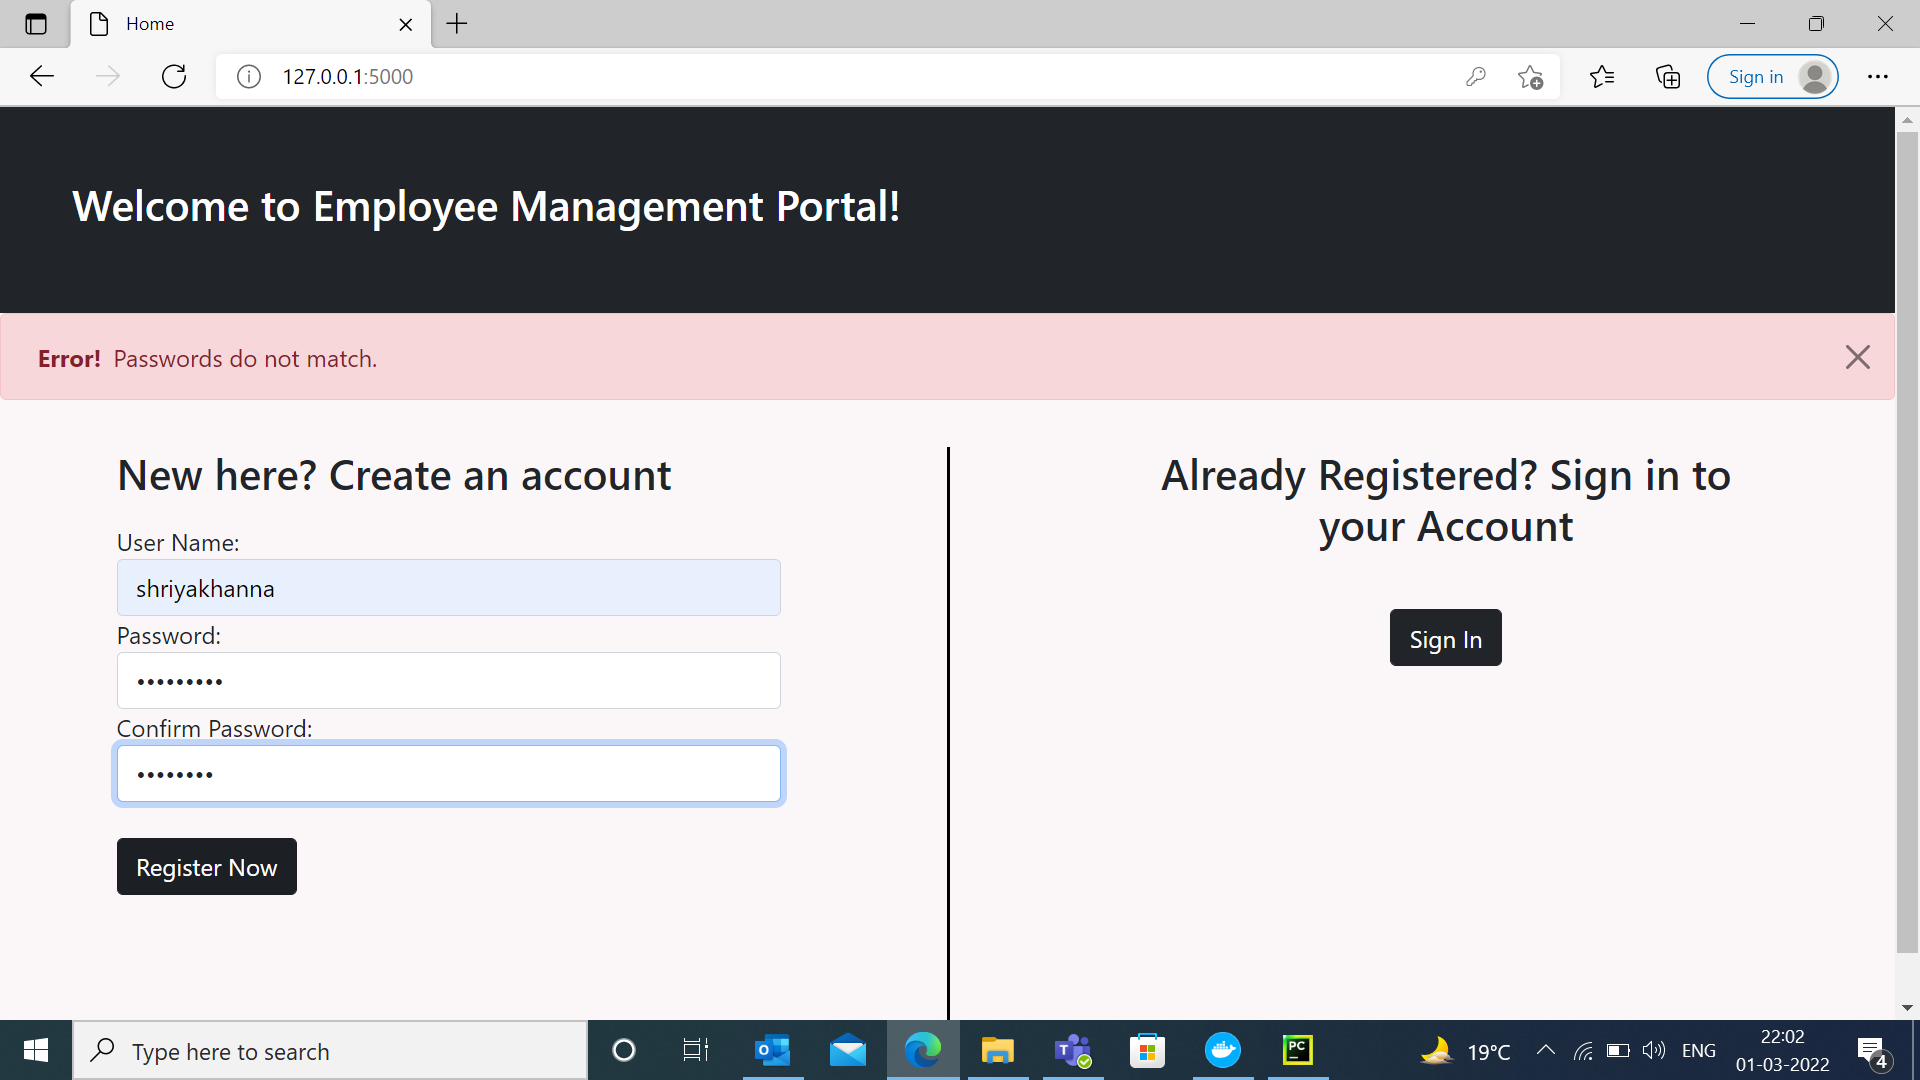 Home
127.0.0.1:5000
Sign in
Welcome to Employee Management Portal!
Error! Passwords do not match.
New here? Create an account
User Name:
shriyakhanna
Password:
•••••••••
Confirm Password:
••••••••
Register Now
Already Registered? Sign in to
your Account
Sign In
Type here to search
O
T
PC
19°C
ENG
22:02
01-03-2022
4